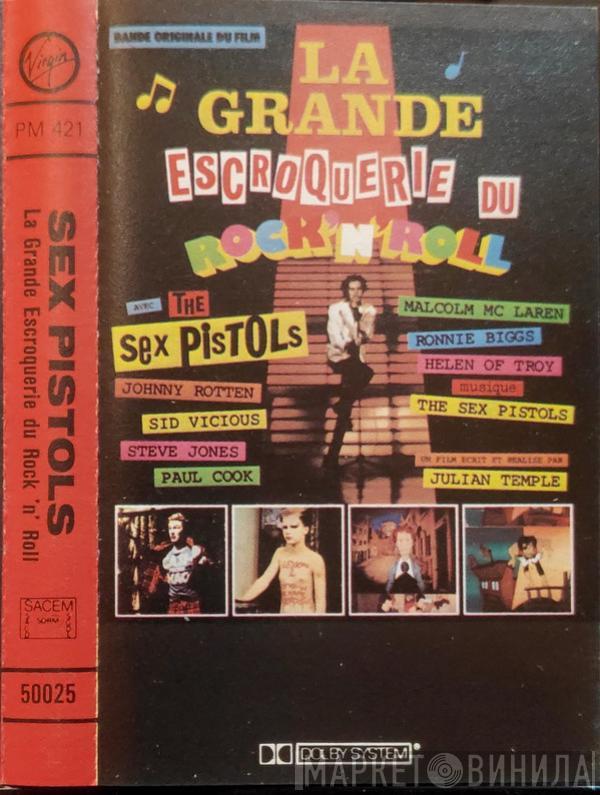 Virgin
PM 421
SEX PISTOLS
La Grande Escroquerie du Rock 'n' Roll
SACEM
50025
BANDE ORIGINALE DU FILM
LA
GRANDE
ESCROQUERIE DU
ROCK'N'ROLL
AVEC THE
SEX PISTOLS
JOHNNY ROTTEN
SID VICIOUS
STEVE JONES
PAUL COOK
MALCOLM MC LAREN
RONNIE BIGGS
HELEN OF TROY
musique
THE SEX PISTOLS
UN FILM ECRIT ET REALISE PAR
JULIAN TEMPLE
DOLBY SYSTEM
МАРКЕТ ВИНИЛА